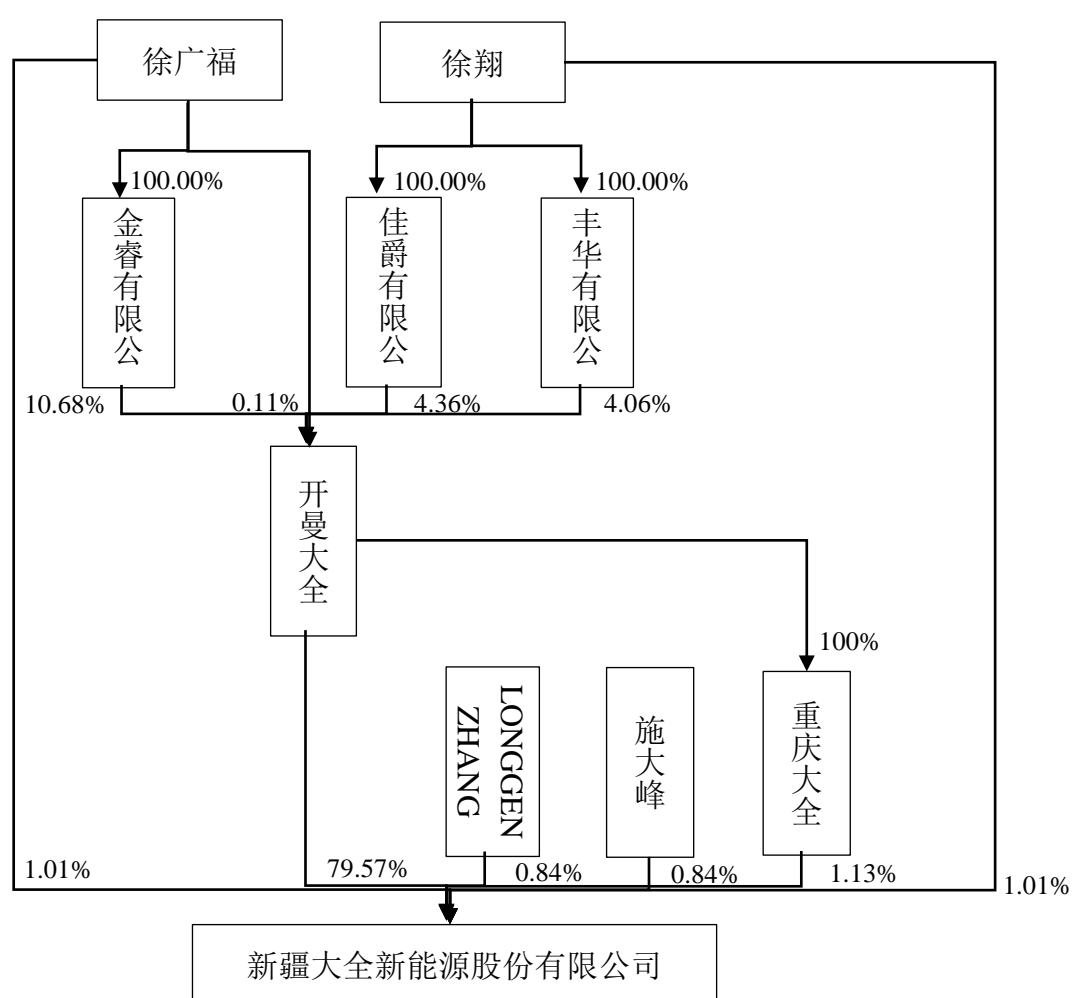 徐广福
徐翔
100.00%
100.00%
100.00%
金睿有限公
佳爵有限公
丰华有限公
10.68%
0.11%
4.36%
4.06%
开曼大全
100%
LONGGEN
ZHANG
施大峰
重庆大全
1.01%
79.57%
0.84%
0.84%
1.13%
1.01%
新疆大全新能源股份有限公司